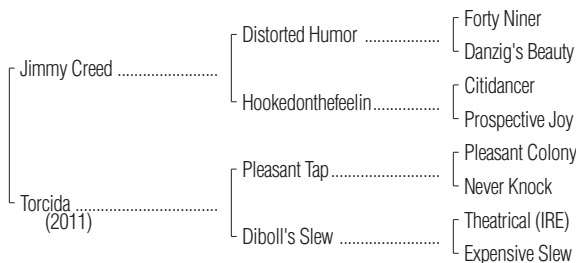 Forty Niner
Distorted Humor ..................
Danzig's Beauty
Jimmy Creed ........................
Citidancer
Hookedonthefeelin ................
Prospective Joy
Pleasant Colony
Pleasant Tap ..........................
Never Knock
Torcida ..................................
(2011)
Theatrical (IRE)
Diboll's Slew ........................
Expensive Slew